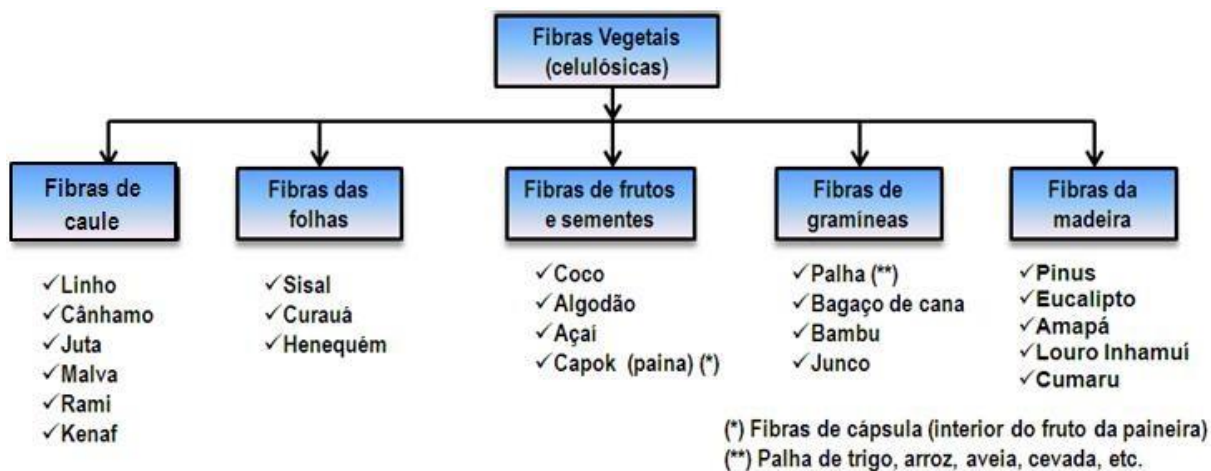 Fibras Vegetais
(celulósicas)
Fibras de
caule
✓Linho
✓Cânhamo
✓Juta
✓Malva
✓Rami
✓Kenaf
Fibras das
folhas
✓Sisal
✓Curauá
✓Henequém
Fibras de frutos
e sementes
✓Coco
✓Algodão
✓Açaí
✓Capok (paina) (*)
Fibras de
gramíneas
✓Palha (**)
✓Bagaço de cana
✓Bambu
✓Junco
Fibras da
madeira
✓Pinus
✓Eucalipto
✓Amapá
✓Louro Inhamuí
✓Cumaru
(*) Fibras de cápsula (interior do fruto da paineira)
(**) Palha de trigo, arroz, aveia, cevada, etc.